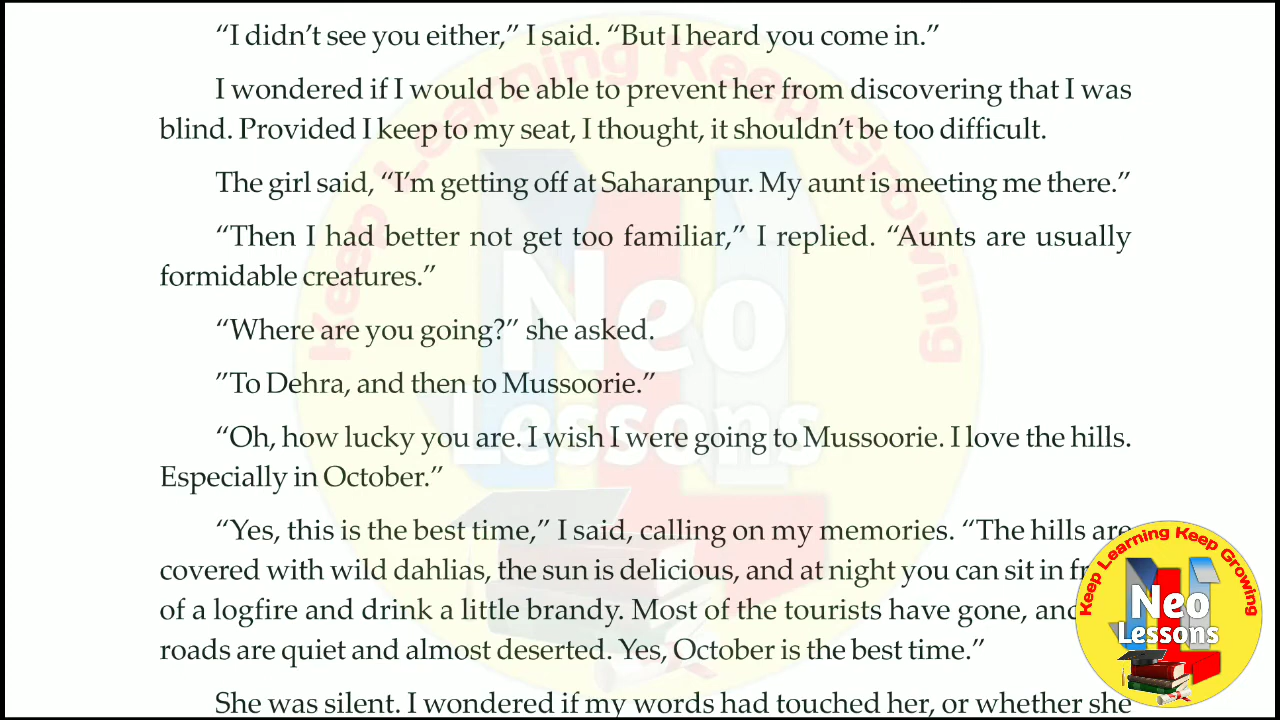 “I didn’t see you either,” I said. “But I heard you come in.”
I wondered if I would be able to prevent her from discovering that I was
blind. Provided I keep to my seat, I thought, it shouldn’t be too difficult.
The girl said, “I’m getting off at Saharanpur. My aunt is meeting me there.”
“Then I had better not get too familiar,” I replied. “Aunts are usually
formidable creatures.”
“Where are you going?” she asked.
”To Dehra, and then to Mussoorie.”
“Oh, how lucky you are. I wish I were going to Mussoorie. I love the hills.
Especially in October.”
“Yes, this is the best time,” I said, calling on my memories. “The hills are
covered with wild dahlias, the sun is delicious, and at night you can sit in
of a logfire and drink a little brandy. Most of the tourists have gone, and
roads are quiet and almost deserted. Yes, October is the best time.”
She was silent. I wondered if my words had touched her, or whether she
Keep Learning Keep Growing
Neo
Lessons
Keep Learning Keep Growing
Neo
Lessons